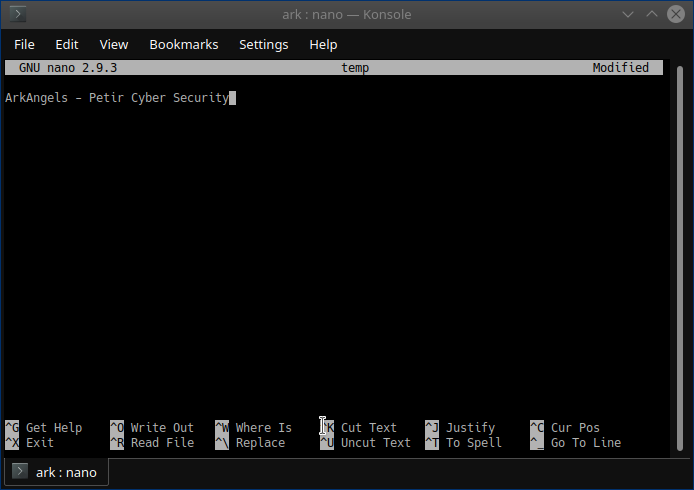 ark : nano — Konsole
File Edit View Bookmarks Settings Help
GNU nano 2.9.3 temp Modified
ArkAngels - Petir Cyber Security
^G Get Help ^O Write Out ^W Where Is ^K Cut Text ^J Justify ^C Cur Pos
^X Exit ^R Read File ^\ Replace ^U Uncut Text ^T To Spell ^_ Go To Line
ark : nano